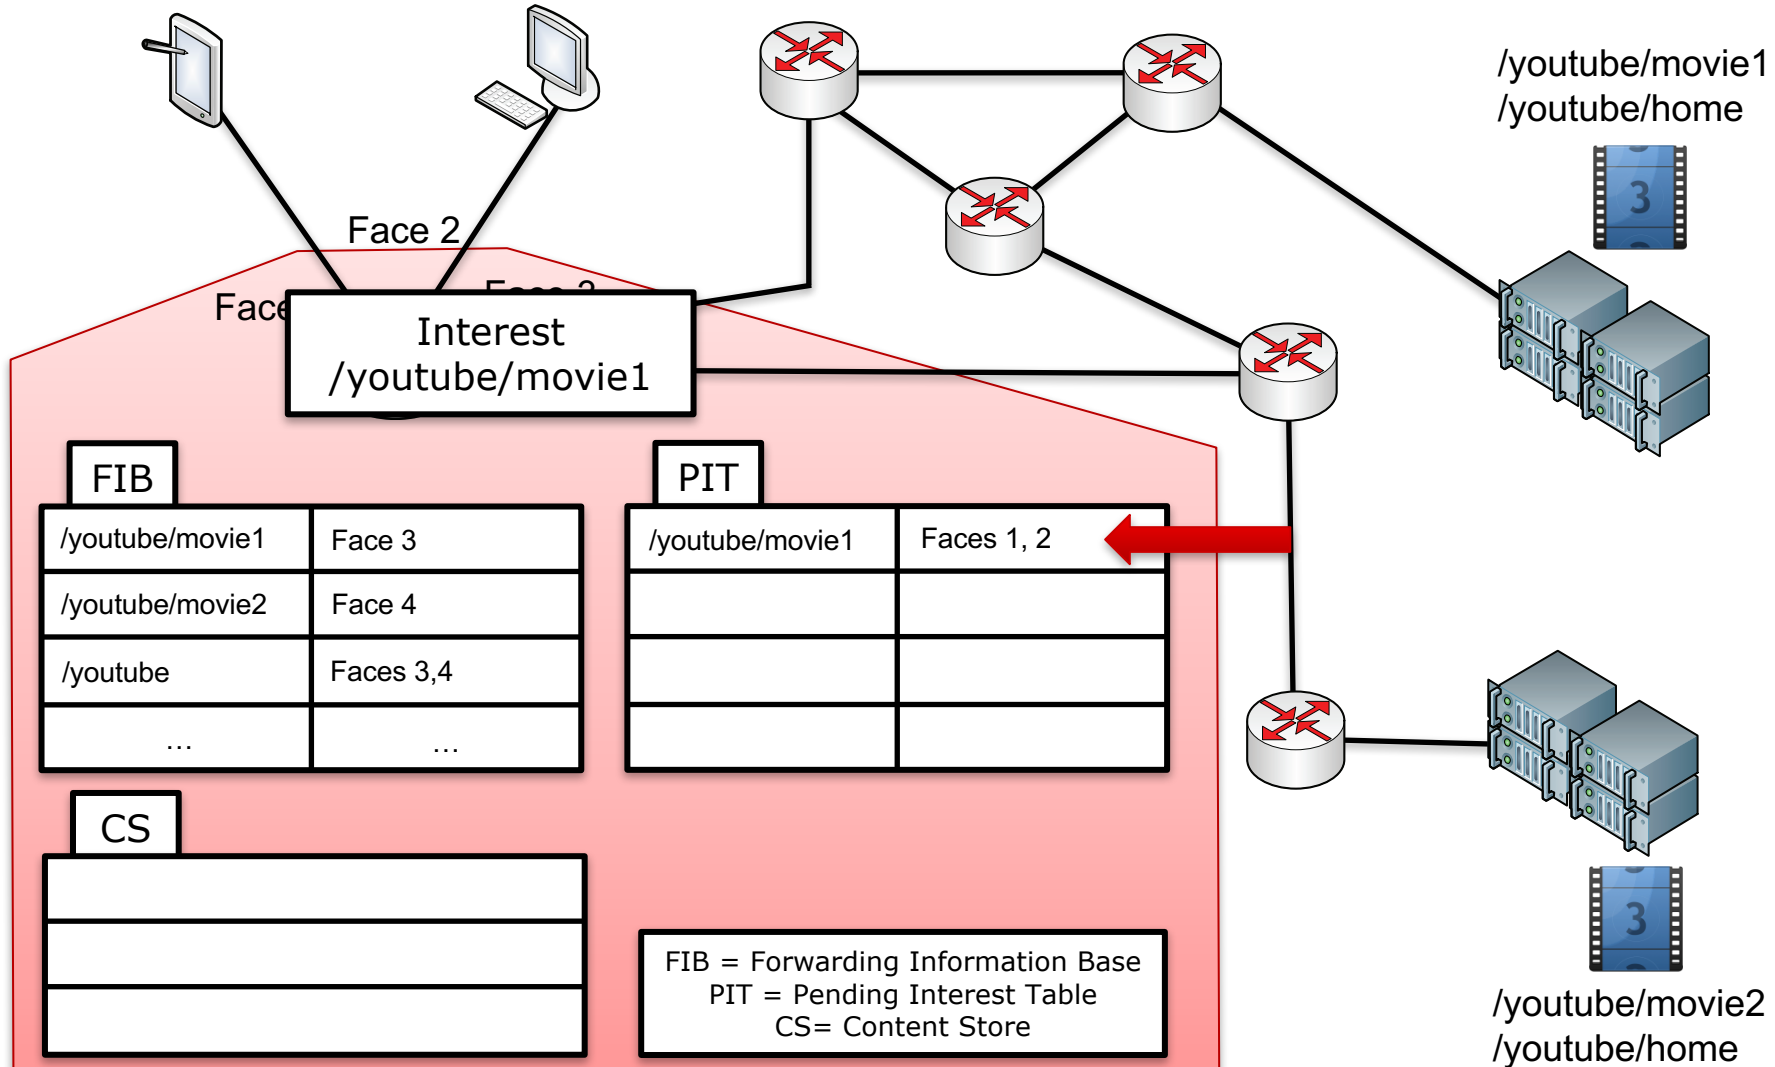 /youtube/movie1
/youtube/home
3
Face 2
Face
Interest
/youtube/movie1
FIB
/youtube/movie1 Face 3
/youtube/movie2 Face 4
/youtube Faces 3,4
… …
PIT
/youtube/movie1 Faces 1, 2
CS
FIB = Forwarding Information Base
PIT = Pending Interest Table
CS= Content Store
3
/youtube/movie2
/youtube/home